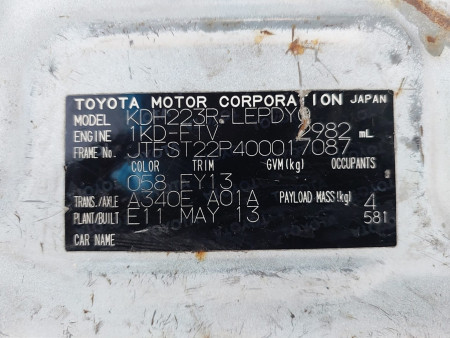 TOYOTA MOTOR CORPORATION JAPAN
MODEL KDH223R-LEPDY
ENGINE 1KD-FTV 2982 mL
FRAME No. JTFST22P400017087
COLOR TRIM GVM(kg) OCCUPANTS
058 FY13
TRANS./AXLE A340E A01A PAYLOAD MASS(kg) 4
PLANT/BUILT E11 MAY 13 581
CAR NAME